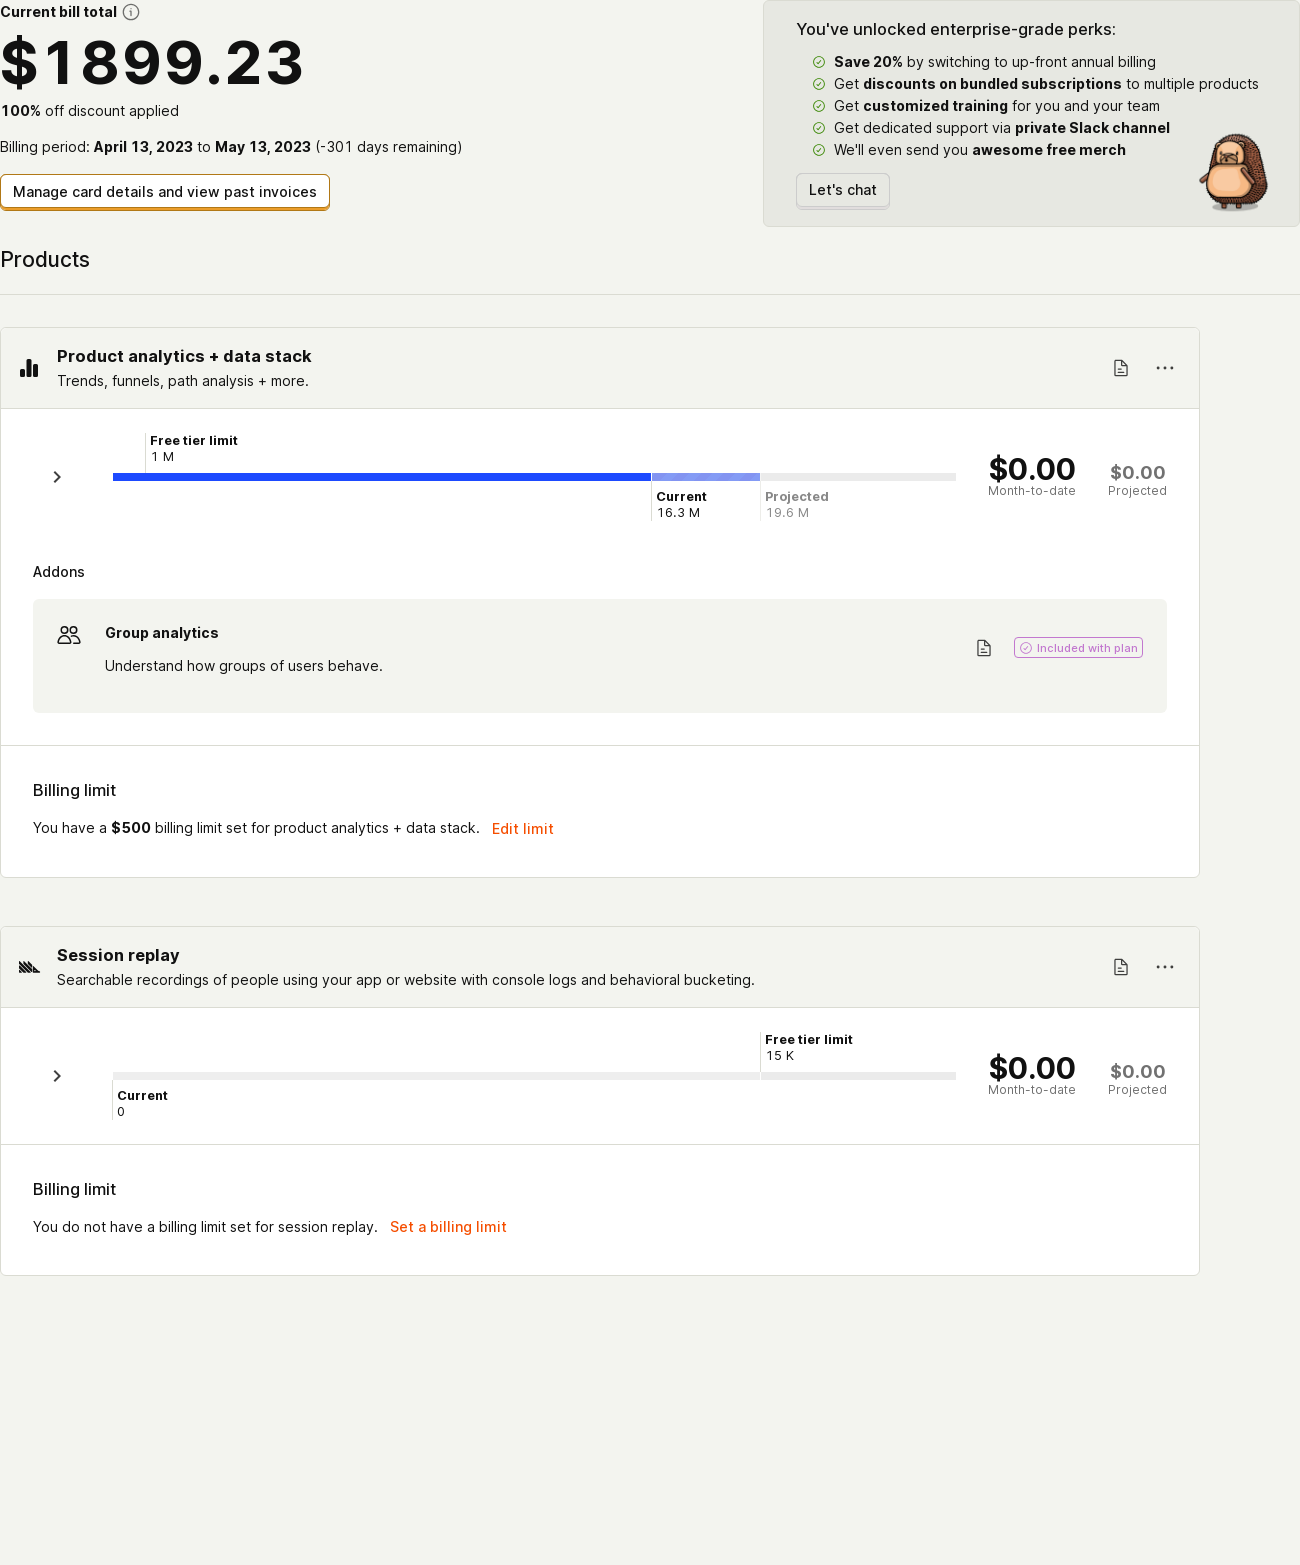 Current bill total
$1899.23
100% off discount applied
Billing period: April 13, 2023 to May 13, 2023 (-301 days remaining)
Manage card details and view past invoices
You've unlocked enterprise-grade perks:
Save 20% by switching to up-front annual billing
Get discounts on bundled subscriptions to multiple products
Get customized training for you and your team
Get dedicated support via private Slack channel
We'll even send you awesome free merch
Let's chat
Products
Product analytics + data stack
Trends, funnels, path analysis + more.
Free tier limit
1 M
Current
16.3 M
Projected
19.6 M
$0.00
Month-to-date
$0.00
Projected
Addons
Group analytics
Understand how groups of users behave.
Included with plan
Billing limit
You have a $500 billing limit set for product analytics + data stack. Edit limit
Session replay
Searchable recordings of people using your app or website with console logs and behavioral bucketing.
Free tier limit
15 K
Current
0
$0.00
Month-to-date
$0.00
Projected
Billing limit
You do not have a billing limit set for session replay. Set a billing limit